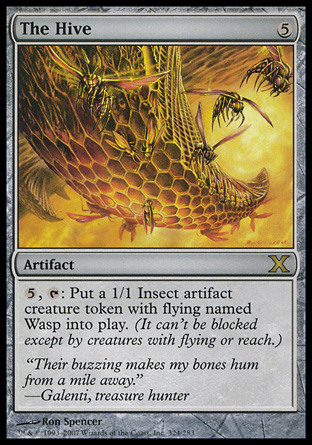 The Hive 5
Artifact X
5, T: Put a 1/1 Insect artifact
creature token with flying named
Wasp into play. (It can't be blocked
except by creatures with flying or reach.)
"Their buzzing makes my bones hum
from a mile away."
—Galenti, treasure hunter
Ron Spencer
™ & © 1993–2007 Wizards of the Coast, Inc. 324/383